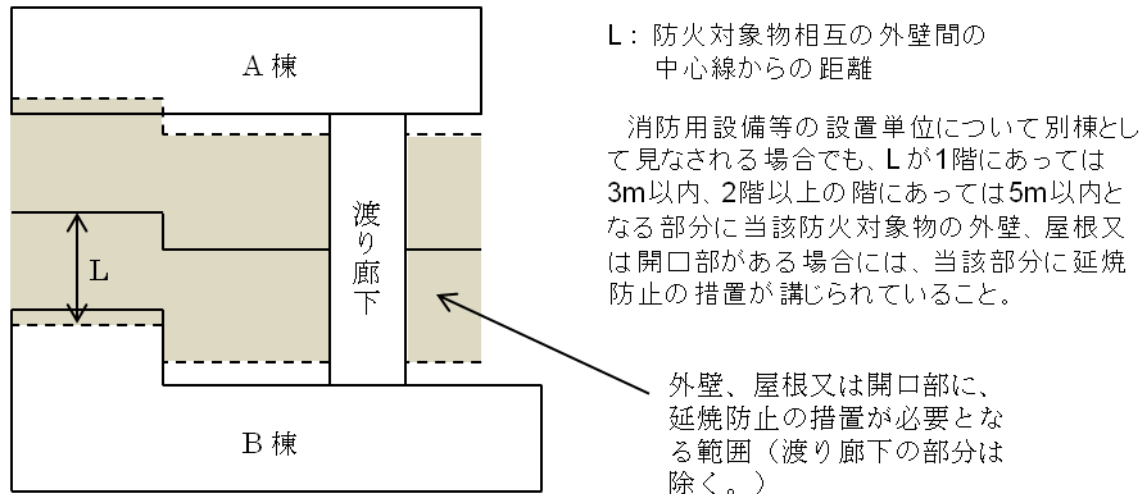 A棟
渡り廊下
L
B棟
L：防火対象物相互の外壁間の
中心線からの距離
消防用設備等の設置単位について別棟とし
て見なされる場合でも、Lが1階にあっては
3m以内、2階以上の階にあっては5m以内と
なる部分に当該防火対象物の外壁、屋根又
は開口部がある場合には、当該部分に延焼
防止の措置が講じられていること。
外壁、屋根又は開口部に、
延焼防止の措置が必要とな
る範囲（渡り廊下の部分は
除く。）